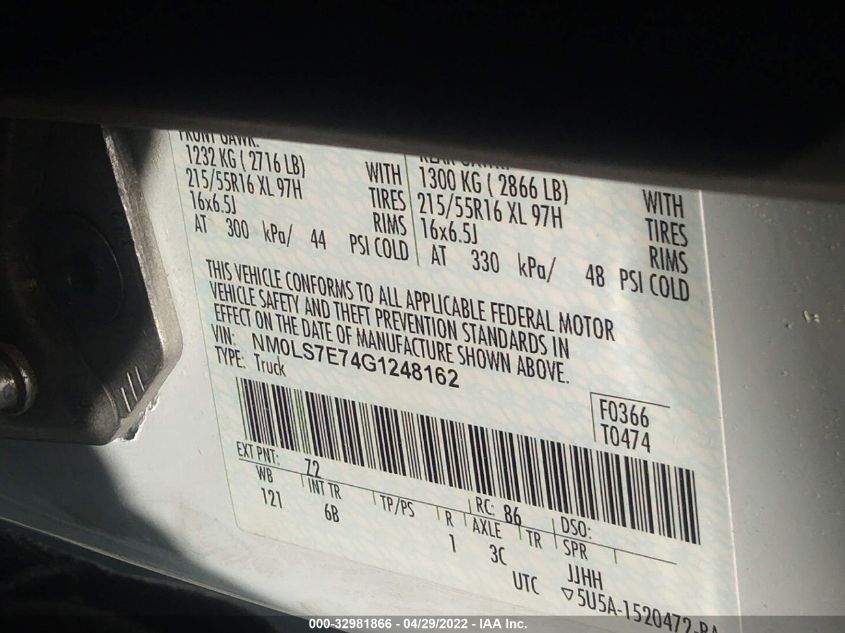 FRONT GAWR:
1232 KG ( 2716 LB) WITH
215/55R16 XL 97H TIRES
16x6.5J RIMS
AT 300 kPa/ 44 PSI COLD
1300 KG ( 2866 LB) WITH
215/55R16 XL 97H TIRES
16x6.5J RIMS
AT 330 kPa/ 48 PSI COLD
THIS VEHICLE CONFORMS TO ALL APPLICABLE FEDERAL MOTOR
VEHICLE SAFETY AND THEFT PREVENTION STANDARDS IN
EFFECT ON THE DATE OF MANUFACTURE SHOWN ABOVE.
VIN: NM0LS7E74G1248162
TYPE: Truck
F0366
T0474
EXT PNT: 72 RC: 86 DSO:
WB INT TR TP/PS R AXLE TR SPR
121 6B 1 3C JJHH
UTC ▽5U5A-1520472-
000-32981866 - 04/29/2022 - IAA Inc.